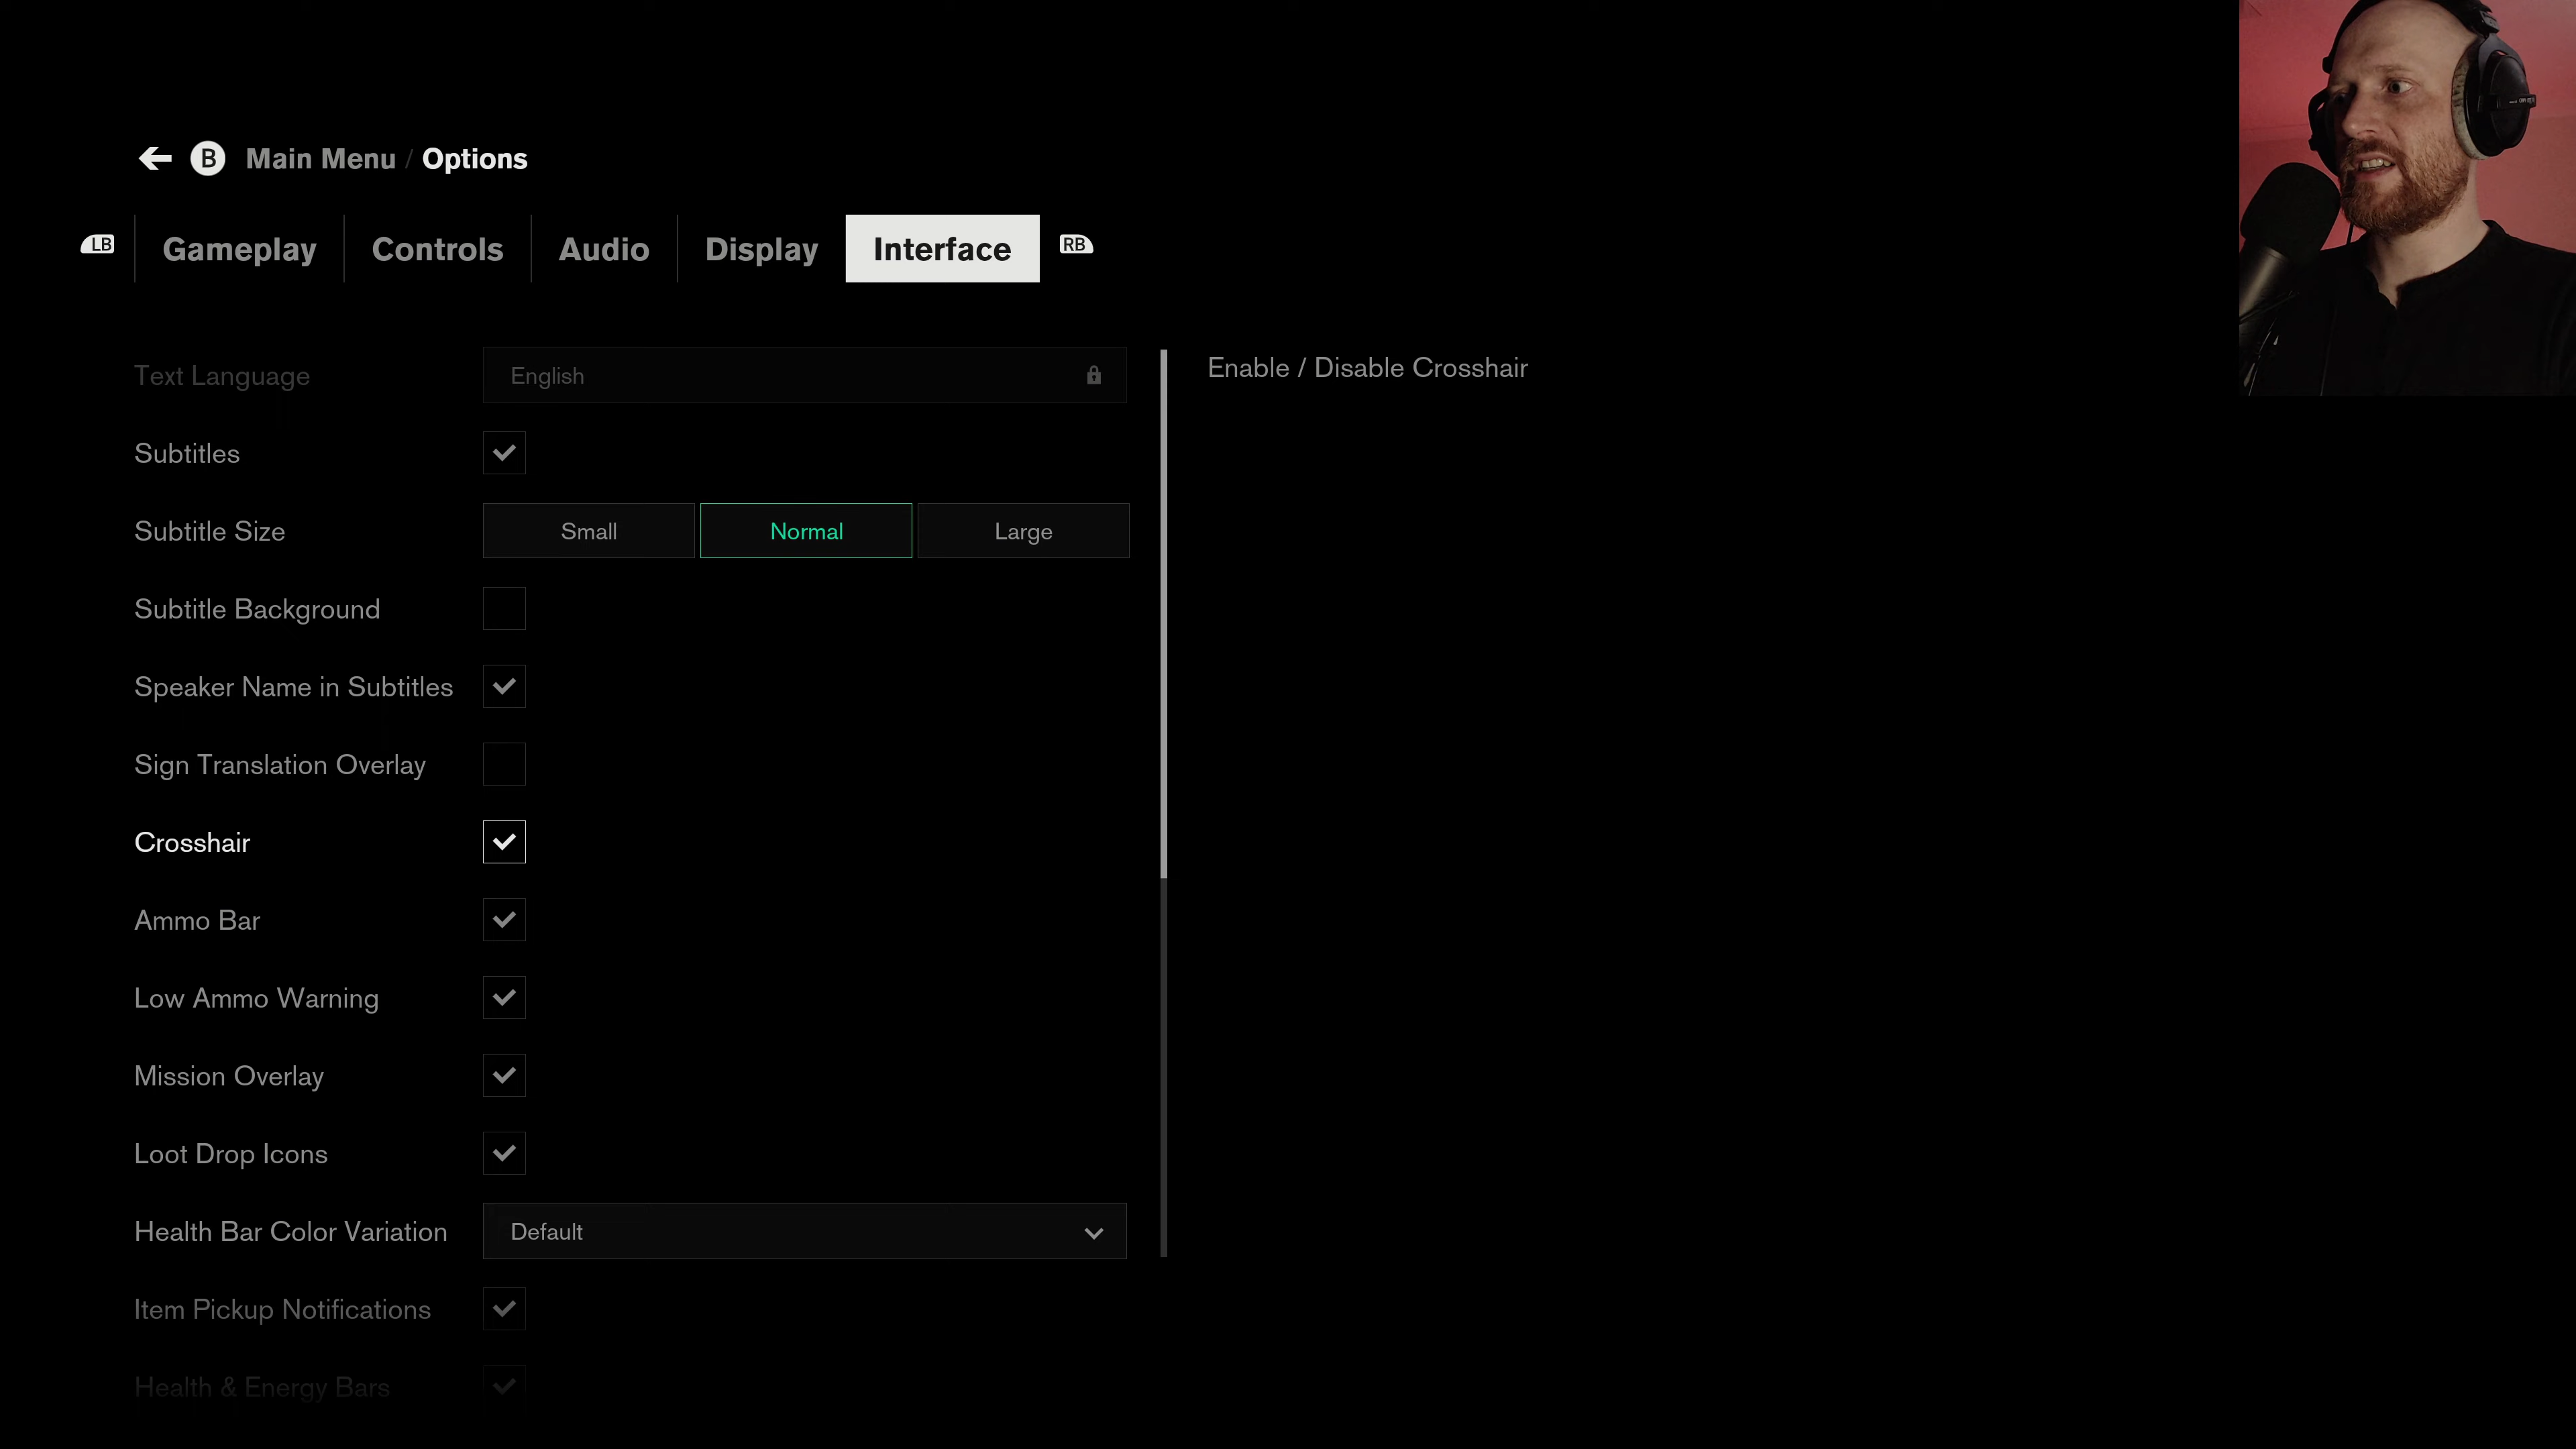 B Main Menu / Options
LB Gameplay Controls Audio Display Interface RB
Text Language English
Enable / Disable Crosshair
Subtitles
Subtitle Size Small Normal Large
Subtitle Background
Speaker Name in Subtitles
Sign Translation Overlay
Crosshair
Ammo Bar
Low Ammo Warning
Mission Overlay
Loot Drop Icons
Health Bar Color Variation Default
Item Pickup Notifications
Health & Energy Bars